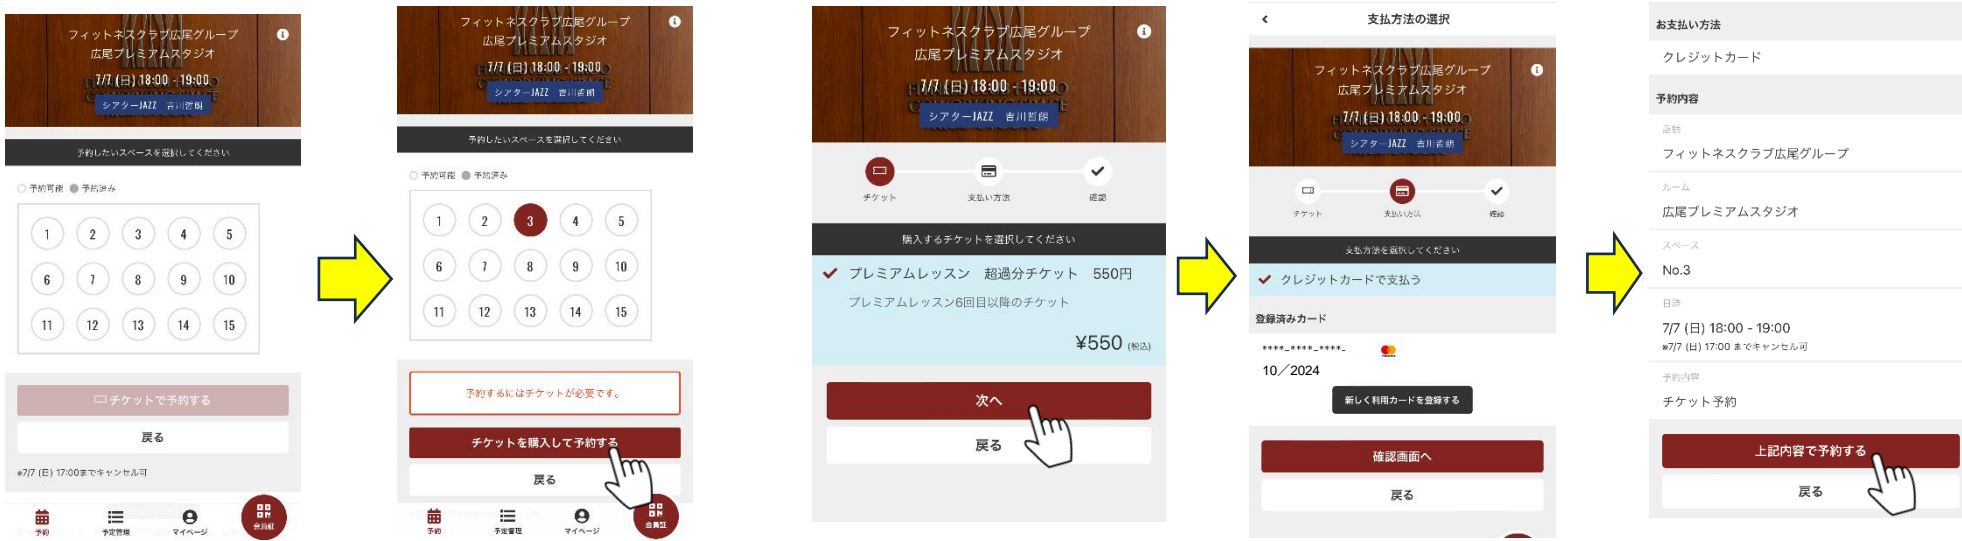 フィットネスクラブ広尾グループ
広尾プレミアムスタジオ
7/7 (日) 18:00 - 19:00
シアターJAZZ 吉川哲朗
予約したいスペースを選択してください
予約可能 予約済み
1 2 3 4 5
6 7 8 9 10
11 12 13 14 15
チケットで予約する
戻る
※7/7 (日) 17:00までキャンセル可
予約 予定管理 マイページ 会員証
フィットネスクラブ広尾グループ
広尾プレミアムスタジオ
7/7 (日) 18:00 - 19:00
シアターJAZZ 吉川哲朗
予約したいスペースを選択してください
予約可能 予約済み
1 2 3 4 5
6 7 8 9 10
11 12 13 14 15
予約するにはチケットが必要です。
チケットを購入して予約する
戻る
予約 予定管理 マイページ 会員証
フィットネスクラブ広尾グループ
広尾プレミアムスタジオ
7/7 (日) 18:00 - 19:00
シアターJAZZ 吉川哲朗
チケット 支払い方法 確認
購入するチケットを選択してください
プレミアムレッスン 超過分チケット 550円
プレミアムレッスン6回目以降のチケット
¥550 (税込)
次へ
戻る
支払方法の選択
フィットネスクラブ広尾グループ
広尾プレミアムスタジオ
7/7 (日) 18:00 - 19:00
シアターJAZZ 吉川哲朗
チケット 支払い方法 確認
支払方法を選択してください
クレジットカードで支払う
登録済みカード
****-****-****-
10／2024
新しく利用カードを登録する
確認画面へ
戻る
お支払い方法
クレジットカード
予約内容
店舗
フィットネスクラブ広尾グループ
ルーム
広尾プレミアムスタジオ
スペース
No.3
日時
7/7 (日) 18:00 - 19:00
※7/7 (日) 17:00 までキャンセル可
予約内容
チケット予約
上記内容で予約する
戻る